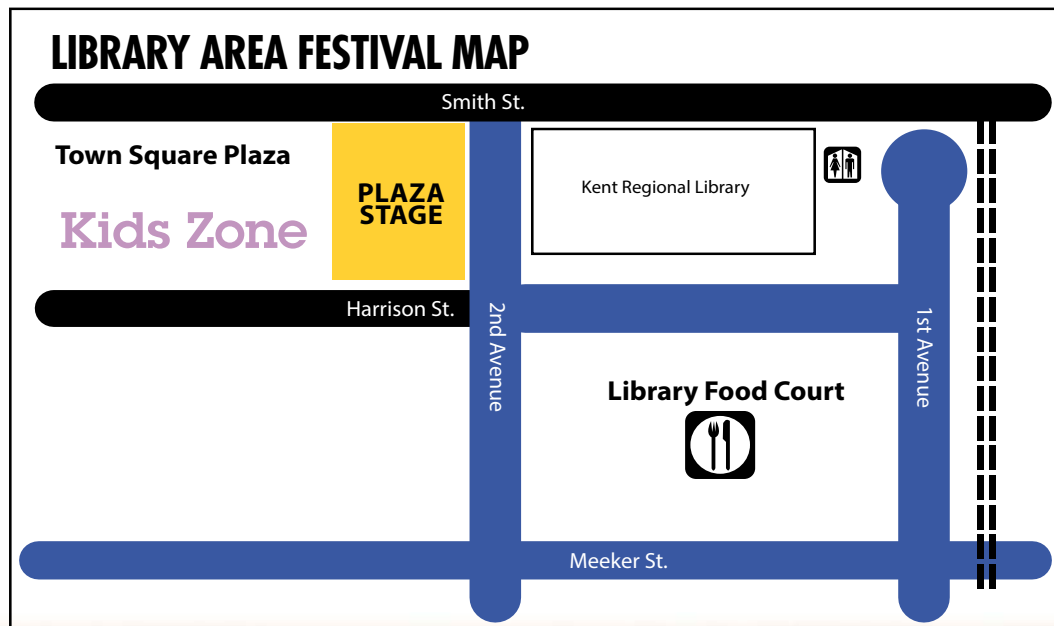 LIBRARY AREA FESTIVAL MAP
Smith St.
Town Square Plaza
Kids Zone
PLAZA
STAGE
Kent Regional Library
Harrison St.
2nd Avenue
1st Avenue
Library Food Court
Meeker St.